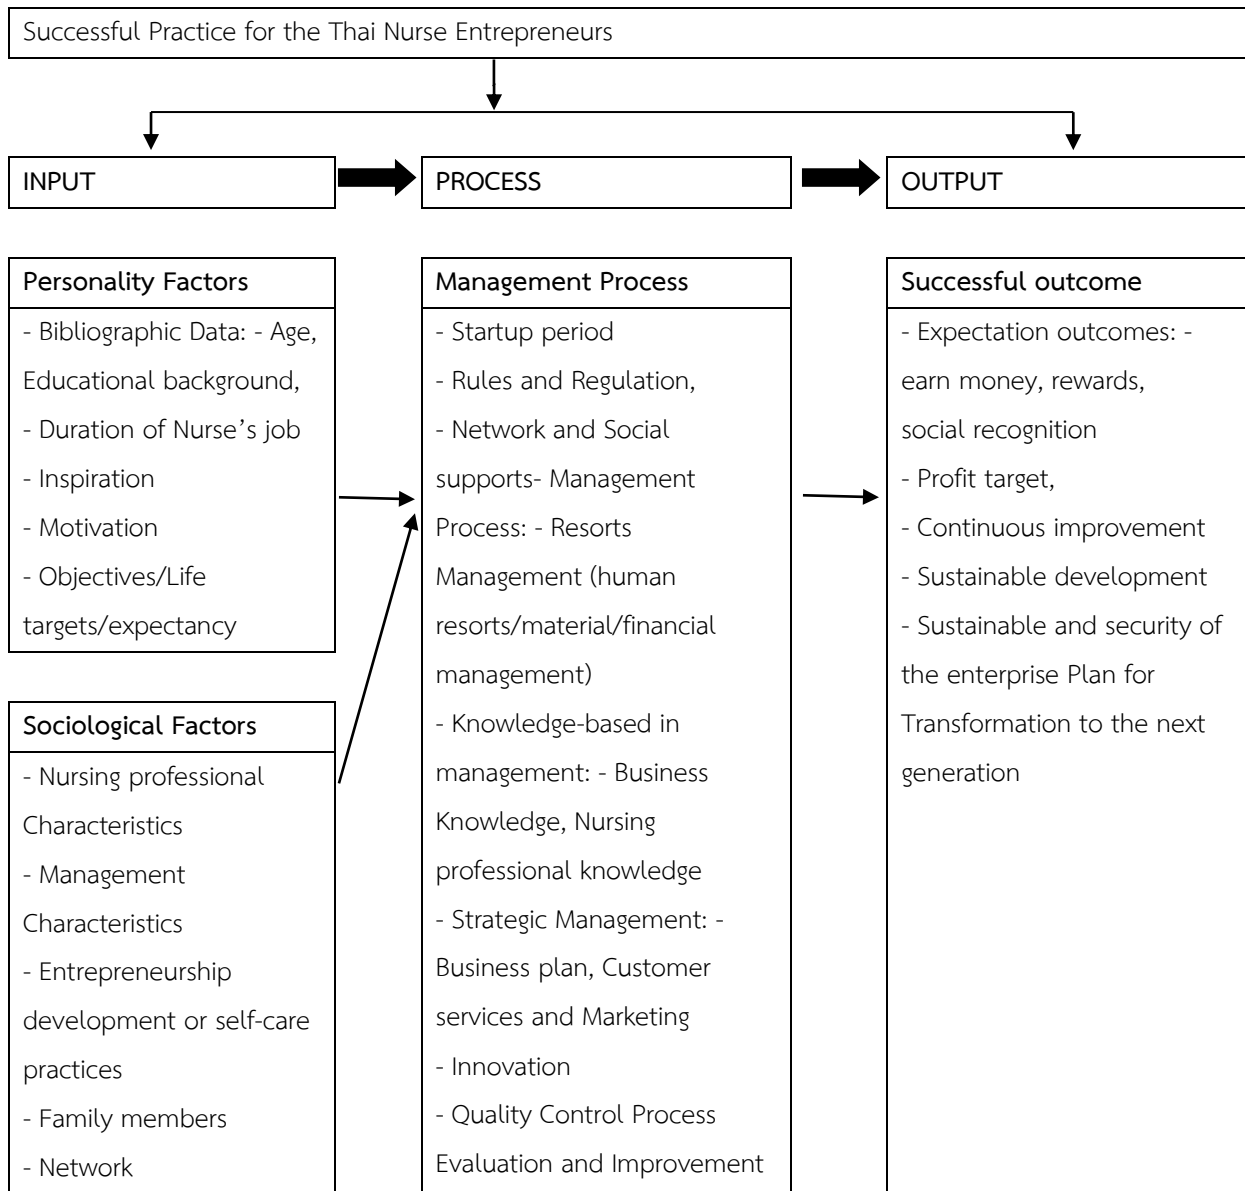 Successful Practice for the Thai Nurse Entrepreneurs
INPUT
PROCESS
OUTPUT
Personality Factors
- Bibliographic Data: - Age,
Educational background,
- Duration of Nurse’s job
- Inspiration
- Motivation
- Objectives/Life
targets/expectancy
Sociological Factors
- Nursing professional
Characteristics
- Management
Characteristics
- Entrepreneurship
development or self-care
practices
- Family members
- Network
Management Process
- Startup period
- Rules and Regulation,
- Network and Social
supports- Management
Process: - Resorts
Management (human
resorts/material/financial
management)
- Knowledge-based in
management: - Business
Knowledge, Nursing
professional knowledge
- Strategic Management: -
Business plan, Customer
services and Marketing
- Innovation
- Quality Control Process
Evaluation and Improvement
Successful outcome
- Expectation outcomes: -
earn money, rewards,
social recognition
- Profit target,
- Continuous improvement
- Sustainable development
- Sustainable and security of
the enterprise Plan for
Transformation to the next
generation